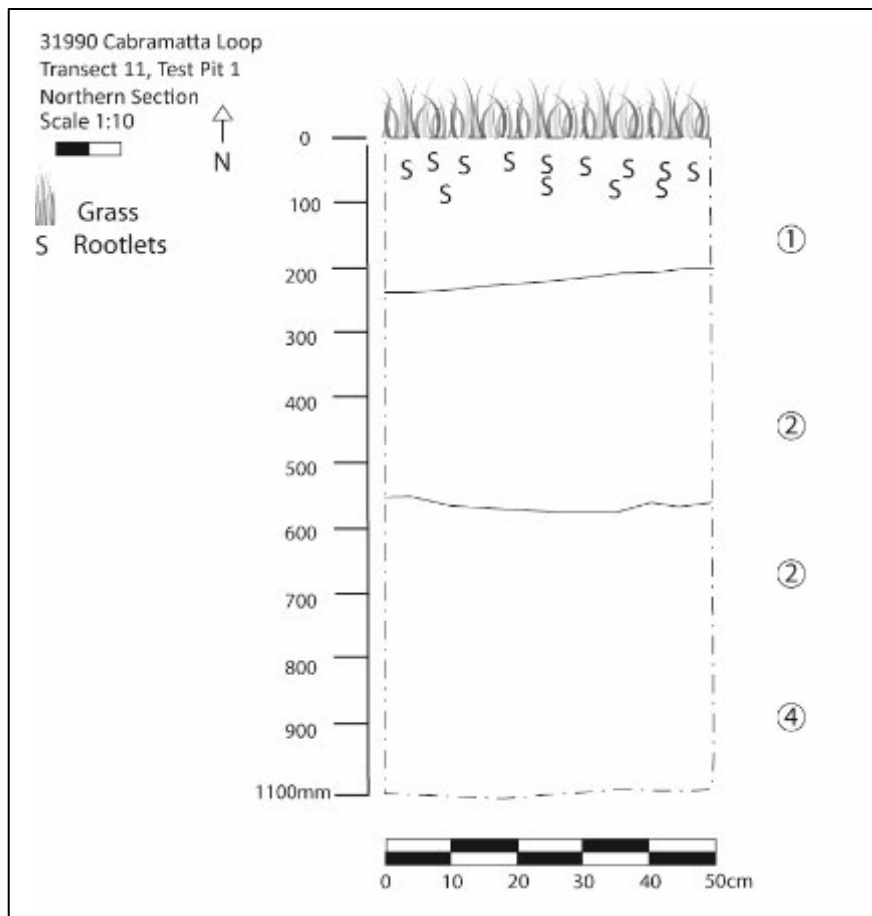 31990 Cabramatta Loop
Transect 11, Test Pit 1
Northern Section
Scale 1:10
N
Grass
S Rootlets
0
S S S S S S S S S S
S S S S
100
①
200
300
400
②
500
600
②
700
800
④
900
1100mm
0 10 20 30 40 50cm